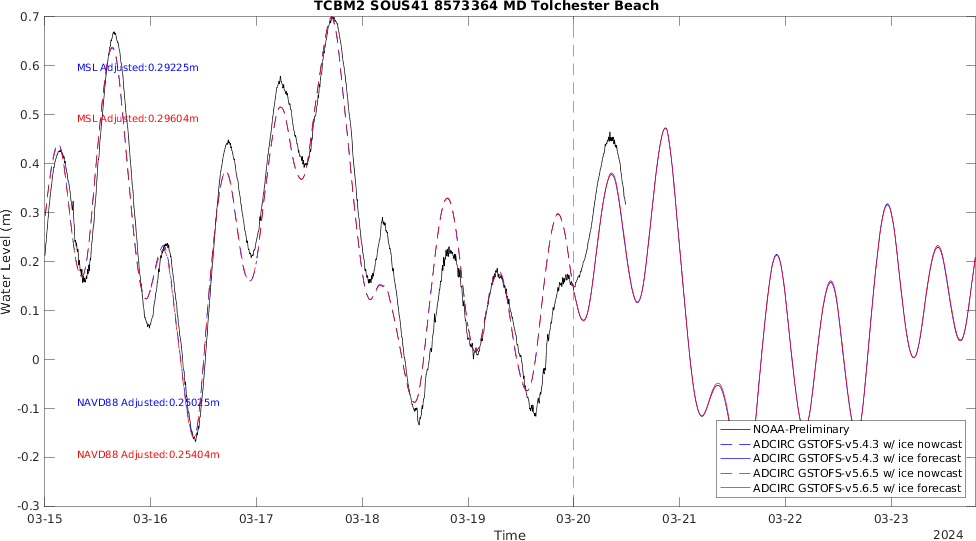 TCBM2 SOUS41 8573364 MD Tolchester Beach
0.7
0.6
0.5
0.4
0.3
0.2
0.1
0
-0.1
-0.2
-0.3
Water Level (m)
MSL Adjusted:0.29225m
MSL Adjusted:0.29604m
NAVD88 Adjusted:0.25025m
NAVD88 Adjusted:0.25404m
NOAA-Preliminary
ADCIRC GSTOFS-v5.4.3 w/ ice nowcast
ADCIRC GSTOFS-v5.4.3 w/ ice forecast
ADCIRC GSTOFS-v5.6.5 w/ ice nowcast
ADCIRC GSTOFS-v5.6.5 w/ ice forecast
03-15 03-16 03-17 03-18 03-19 03-20 03-21 03-22 03-23
Time
2024